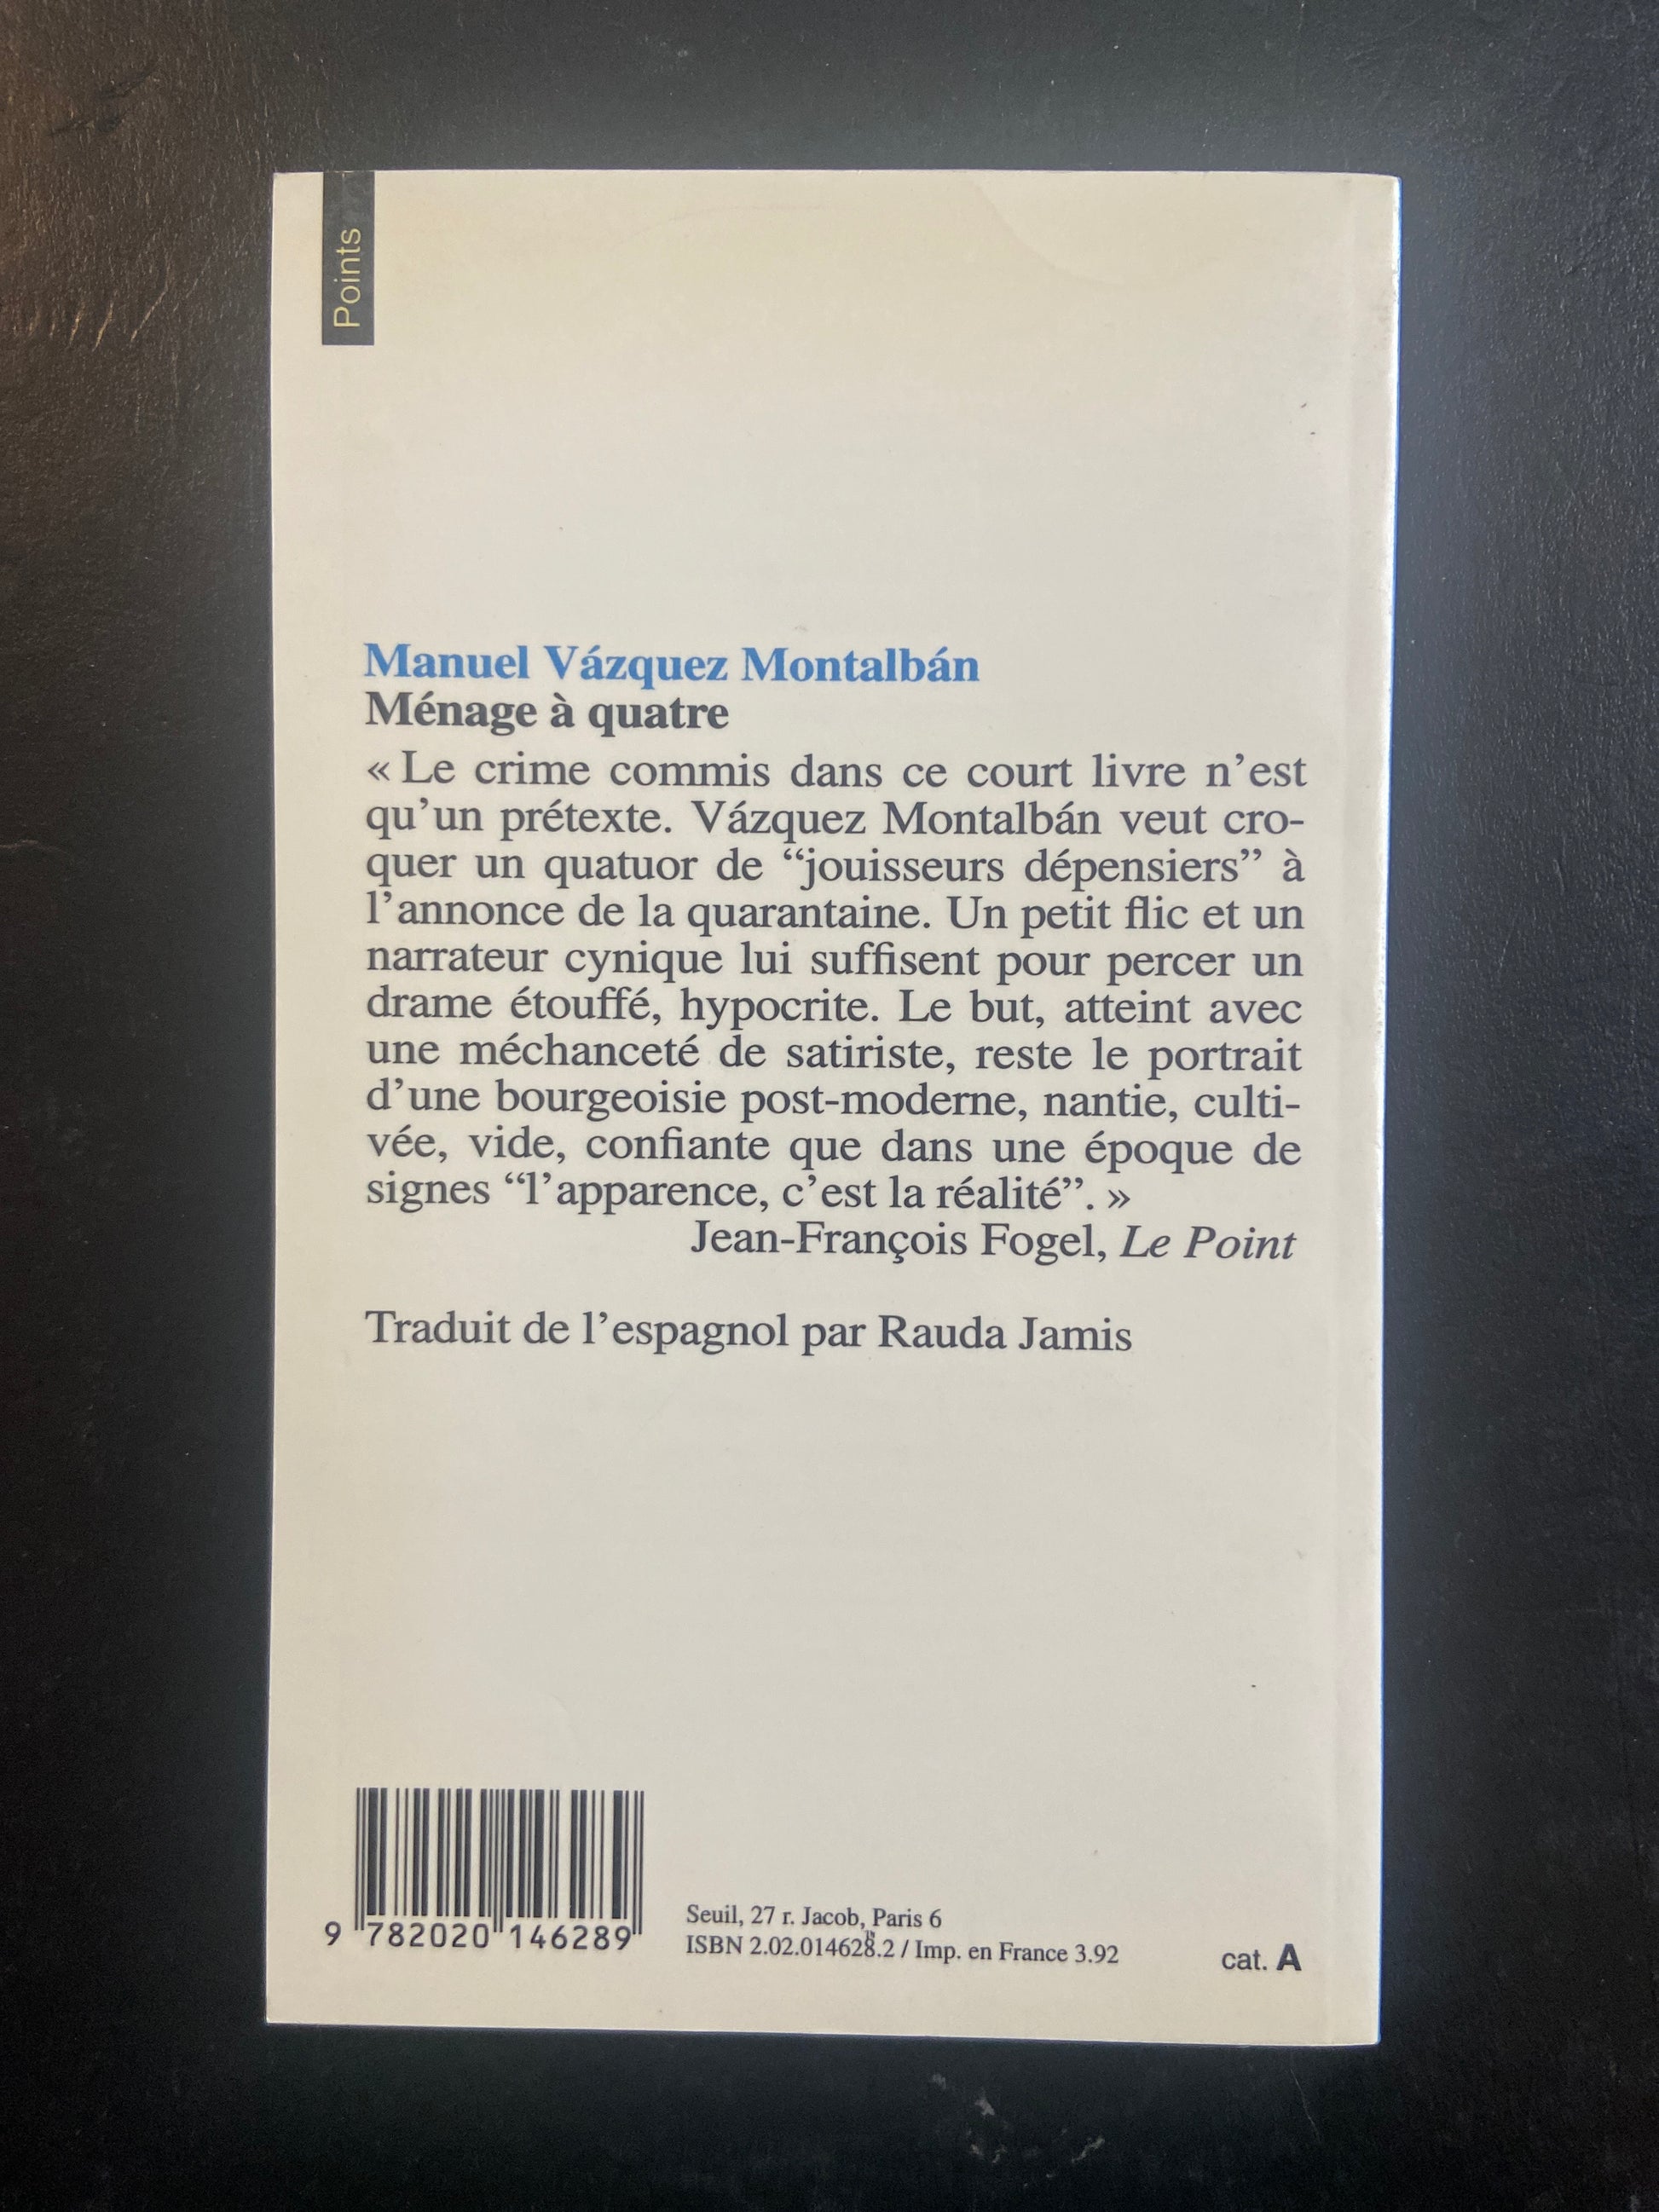 Points
Manuel Vázquez Montalbán
Ménage à quatre
« Le crime commis dans ce court livre n’est
qu’un prétexte. Vázquez Montalbán veut cro-
quer un quatuor de “jouisseurs dépensiers” à
l’annonce de la quarantaine. Un petit flic et un
narrateur cynique lui suffisent pour percer un
drame étouffé, hypocrite. Le but, atteint avec
une méchanceté de satiriste, reste le portrait
d’une bourgeoisie post-moderne, nantie, culti-
vée, vide, confiante que dans une époque de
signes “l’apparence, c’est la réalité”. »
Jean-François Fogel, Le Point
Traduit de l’espagnol par Rauda Jamis
9 782020 146289
Seuil, 27 r. Jacob, Paris 6
ISBN 2.02.014628.2 / Imp. en France 3.92
cat. A